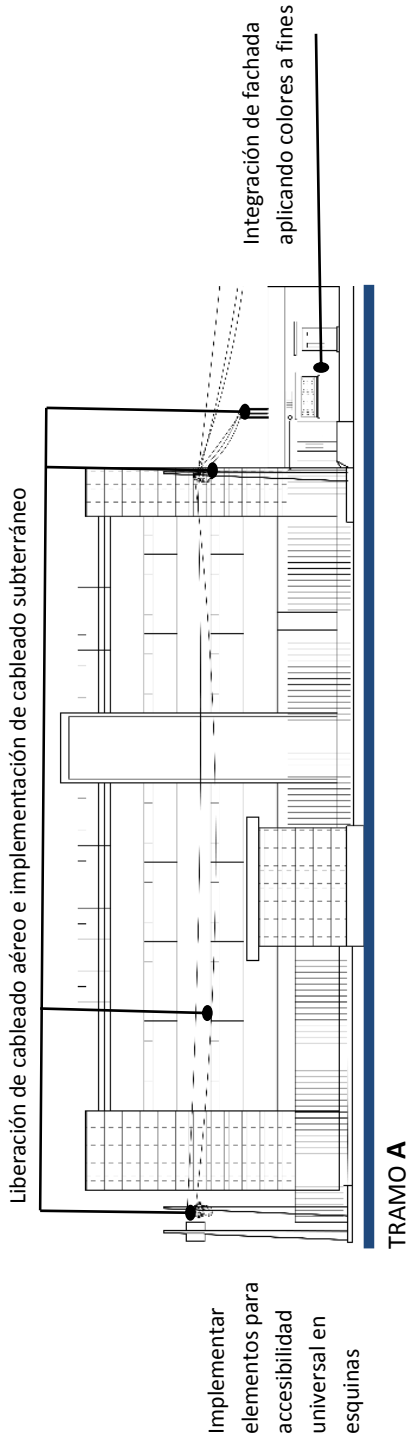 Liberación de cableado aéreo e implementación de cableado subterráneo
Integración de fachada
aplicando colores a fines
Implementar
elementos para
accesibilidad
universal en
esquinas
TRAMO A